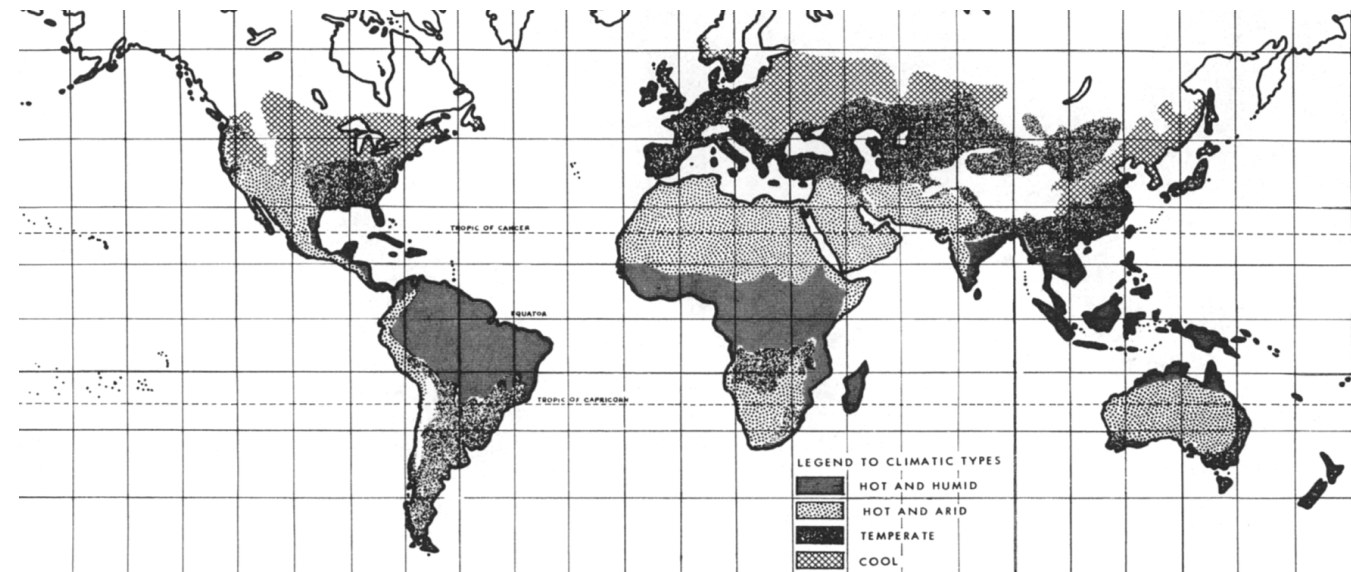 TROPIC OF CANCER
EQUATOR
TROPIC OF CAPRICORN
LEGEND TO CLIMATIC TYPES
HOT AND HUMID
HOT AND ARID
TEMPERATE
COOL